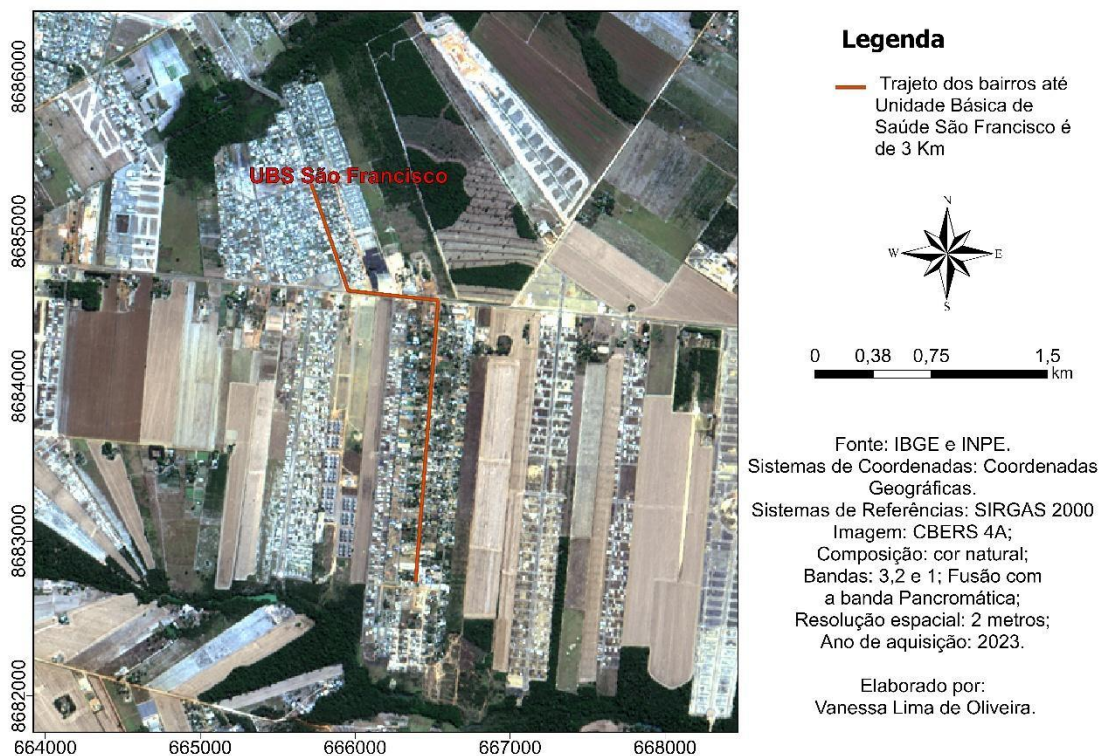 8686000
8685000
8684000
8683000
8682000
664000
665000
666000
667000
668000
UBS São Francisco
Legenda
Trajeto dos bairros até
Unidade Básica de
Saúde São Francisco é
de 3 Km
N
W
E
S
0 0,38 0,75 1,5
km
Fonte: IBGE e INPE.
Sistemas de Coordenadas: Coordenadas
Geográficas.
Sistemas de Referências: SIRGAS 2000
Imagem: CBERS 4A;
Composição: cor natural;
Bandas: 3,2 e 1; Fusão com
a banda Pancromática;
Resolução espacial: 2 metros;
Ano de aquisição: 2023.
Elaborado por:
Vanessa Lima de Oliveira.